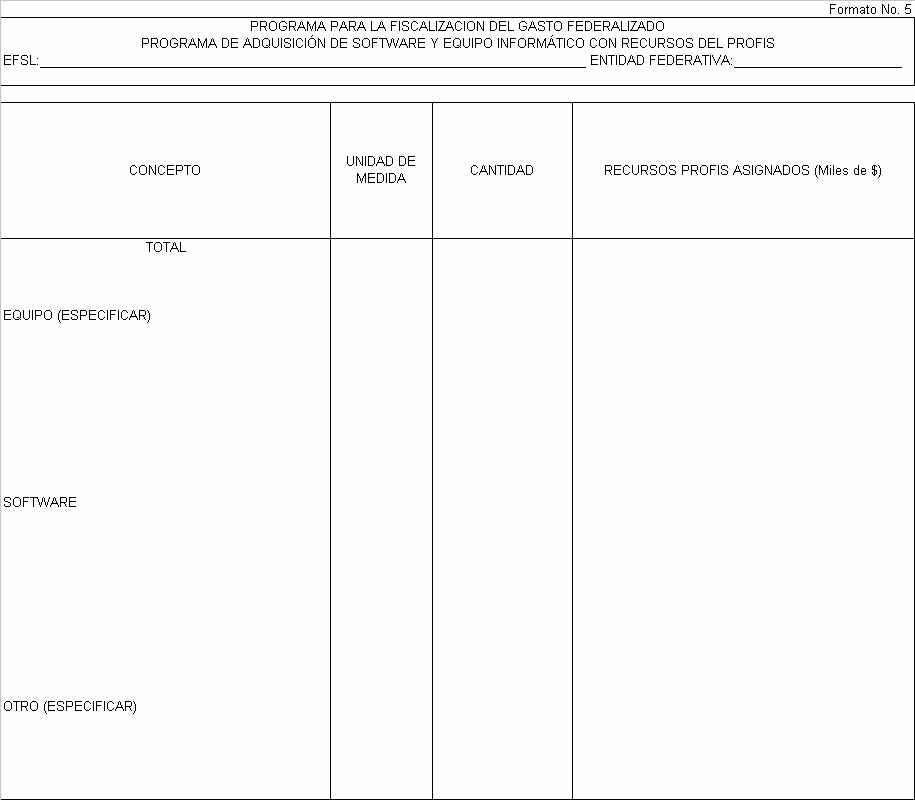 Formato No. 5
PROGRAMA PARA LA FISCALIZACION DEL GASTO FEDERALIZADO
PROGRAMA DE ADQUISICIÓN DE SOFTWARE Y EQUIPO INFORMÁTICO CON RECURSOS DEL PROFIS
EFSL: ENTIDAD FEDERATIVA:
CONCEPTO
UNIDAD DE
MEDIDA
CANTIDAD
RECURSOS PROFIS ASIGNADOS (Miles de $)
TOTAL
EQUIPO (ESPECIFICAR)
SOFTWARE
OTRO (ESPECIFICAR)